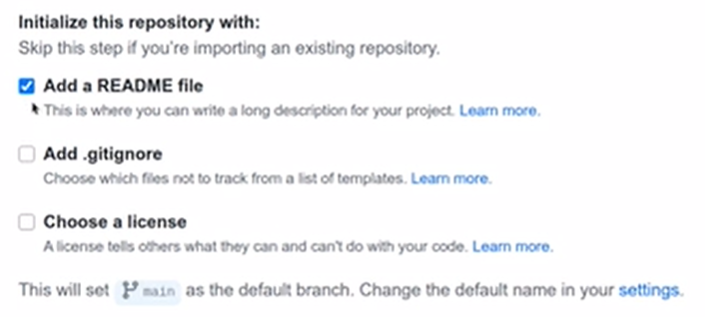 Initialize this repository with:
Skip this step if you're importing an existing repository.
Add a README file
This is where you can write a long description for your project. Learn more.
Add .gitignore
Choose which files not to track from a list of templates. Learn more.
Choose a license
A license tells others what they can and can't do with your code. Learn more.
This will set main as the default branch. Change the default name in your settings.